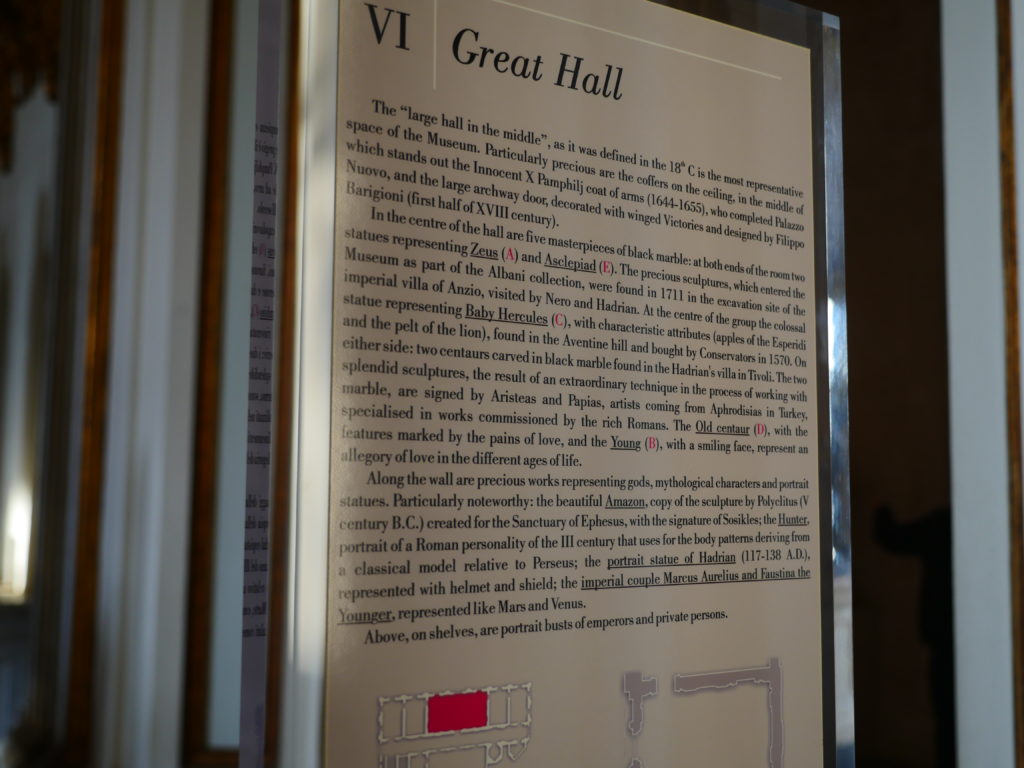 VI Great Hall
The “large hall in the middle”, as it was defined in the 18th C is the most representative
space of the Museum. Particularly precious are the coffers on the ceiling, in the middle of
which stands out the Innocent X Pamphilj coat of arms (1644-1655), who completed Palazzo
Nuovo, and the large archway door, decorated with winged Victories and designed by Filippo
Barigioni (first half of XVIII century).
In the centre of the hall are five masterpieces of black marble: at both ends of the room two
statues representing Zeus (A) and Asclepiad (E). The precious sculptures, which entered the
Museum as part of the Albani collection, were found in 1711 in the excavation site of the
imperial villa of Anzio, visited by Nero and Hadrian. At the centre of the group the colossal
statue representing Baby Hercules (C), with characteristic attributes (apples of the Esperidi
and the pelt of the lion), found in the Aventine hill and bought by Conservators in 1570. On
either side: two centaurs carved in black marble found in the Hadrian's villa in Tivoli. The two
splendid sculptures, the result of an extraordinary technique in the process of working with
marble, are signed by Aristeas and Papias, artists coming from Aphrodisias in Turkey,
specialised in works commissioned by the rich Romans. The Old centaur (D), with the
features marked by the pains of love, and the Young (B), with a smiling face, represent an
allegory of love in the different ages of life.
Along the wall are precious works representing gods, mythological characters and portrait
statues. Particularly noteworthy: the beautiful Amazon, copy of the sculpture by Polyclitus (V
century B.C.) created for the Sanctuary of Ephesus, with the signature of Sosikles; the Hunter,
portrait of a Roman personality of the III century that uses for the body patterns deriving from
a classical model relative to Perseus; the portrait statue of Hadrian (117-138 A.D.),
represented with helmet and shield; the imperial couple Marcus Aurelius and Faustina the
Younger, represented like Mars and Venus.
Above, on shelves, are portrait busts of emperors and private persons.